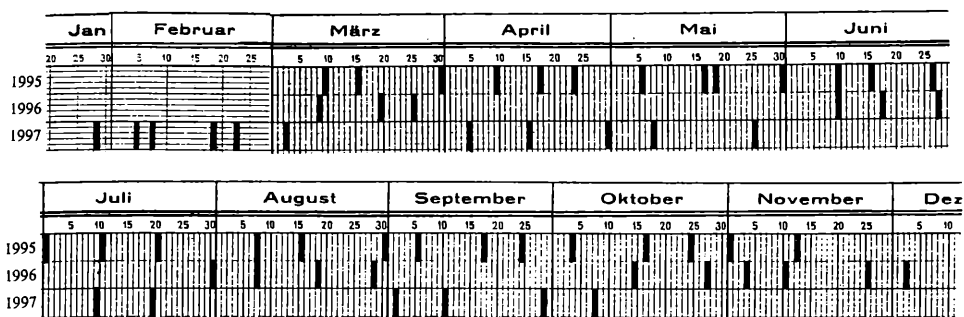 Jan Februar März April Mai Juni
20 25 30 5 10 15 20 25 5 10 15 20 25 30 5 10 15 20 25 5 10 15 20 25 30 5 10 15 20 25
1995
1996
1997
Juli August September Oktober November Dez
5 10 15 20 25 30 5 10 15 20 25 30 5 10 15 20 25 5 10 15 20 25 30 5 10 15 20 25 5 10
1995
1996
1997